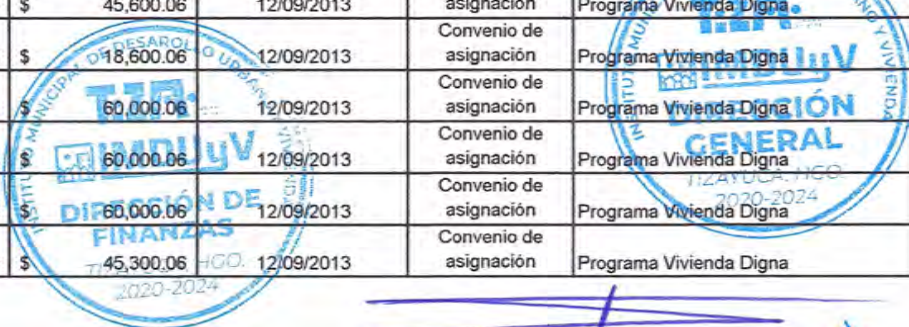 $ 45,600.06 12/09/2013 asignación Programa Vivienda Digna
$ 18,600.06 12/09/2013 Convenio de asignación Programa Vivienda Digna
$ 60,000.06 12/09/2013 Convenio de asignación Programa Vivienda Digna
$ 60,000.06 12/09/2013 Convenio de asignación Programa Vivienda Digna
$ 60,000.06 12/09/2013 Convenio de asignación Programa Vivienda Digna
$ 45,300.06 12/09/2013 Convenio de asignación Programa Vivienda Digna
INSTITUTO MUNICIPAL DE DESAROLLO URBANO
IMDUyV
DIRECCIÓN DE
FINANZAS
HGO.
2020-2024
Y VIVIENDA
IMDUyV
DIRECCIÓN
GENERAL
TIZAYUCA, HGO.
2020-2024